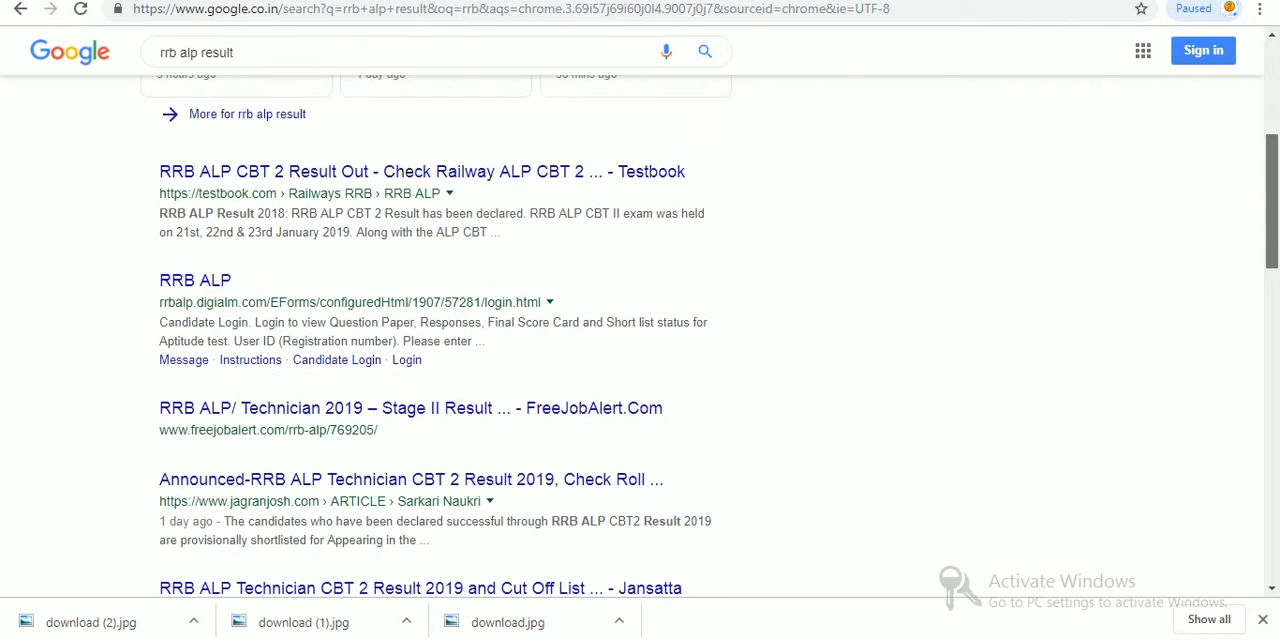 https://www.google.co.in/search?q=rrb+alp+result&oq=rrb&aqs=chrome.3.69i57j69i60j0l4.9007j0j7&sourceid=chrome&ie=UTF-8
Paused
Google
rrb alp result
Sign in
3 hours ago
1 day ago
30 mins ago
More for rrb alp result
RRB ALP CBT 2 Result Out - Check Railway ALP CBT 2 ... - Testbook
https://testbook.com › Railways RRB › RRB ALP
RRB ALP Result 2018: RRB ALP CBT 2 Result has been declared. RRB ALP CBT II exam was held
on 21st, 22nd & 23rd January 2019. Along with the ALP CBT ...
RRB ALP
rrbalp.digialm.com/EForms/configuredHtml/1907/57281/login.html
Candidate Login. Login to view Question Paper, Responses, Final Score Card and Short list status for
Aptitude test. User ID (Registration number). Please enter ...
Message · Instructions · Candidate Login · Login
RRB ALP/ Technician 2019 – Stage II Result ... - FreeJobAlert.Com
www.freejobalert.com/rrb-alp/769205/
Announced-RRB ALP Technician CBT 2 Result 2019, Check Roll ...
https://www.jagranjosh.com › ARTICLE › Sarkari Naukri
1 day ago - The candidates who have been declared successful through RRB ALP CBT2 Result 2019
are provisionally shortlisted for Appearing in the ...
RRB ALP Technician CBT 2 Result 2019 and Cut Off List ... - Jansatta
Activate Windows
Go to PC settings to activate Windows.
download (2).jpg
download (1).jpg
download.jpg
Show all